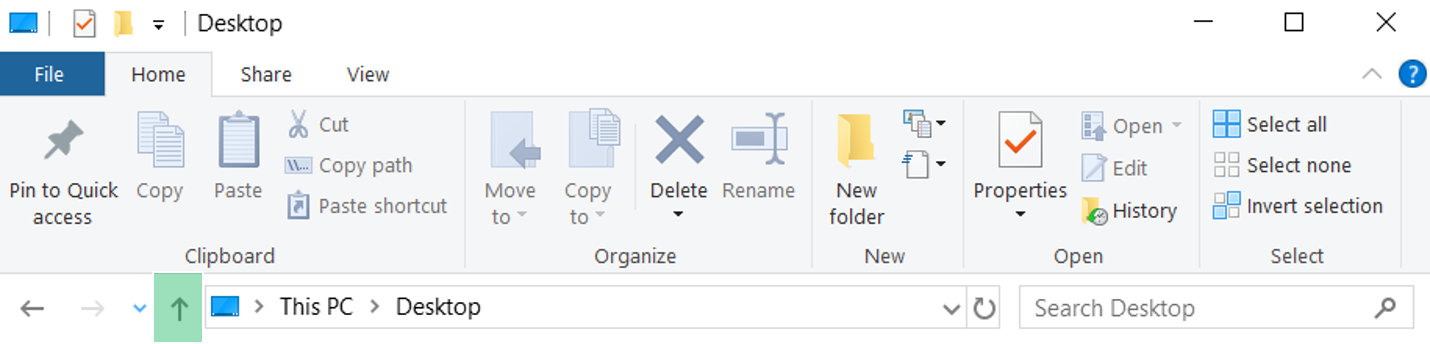 Desktop
File Home Share View ?
Pin to Quick access
Copy
Paste
Cut
Copy path
Paste shortcut
Clipboard
Move to
Copy to
Delete
Rename
Organize
New folder
New
Properties
Open
Edit
History
Open
Select all
Select none
Invert selection
Select
This PC > Desktop
Search Desktop